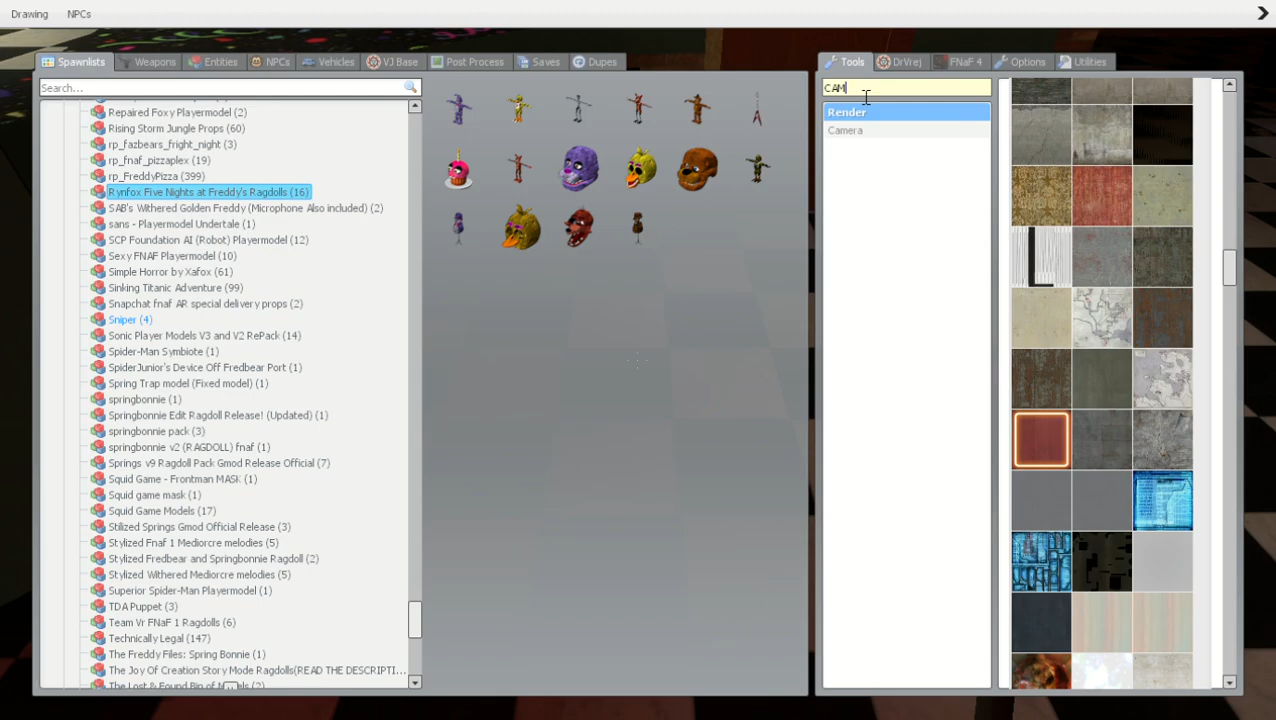 Drawing NPCs
Spawnlists Weapons Entities NPCs Vehicles VJ Base Post Process Saves Dupes
Search...
Repaired Foxy Playermodel (2)
Rising Storm Jungle Props (60)
rp_fazbears_fright_night (3)
rp_fnaf_pizzaplex (19)
rp_FreddyPizza (399)
Rynfox Five Nights at Freddy's Ragdolls (16)
SAB's Withered Golden Freddy (Microphone Also included) (2)
sans - Playermodel Undertale (1)
SCP Foundation AI (Robot) Playermodel (12)
Sexy FNAF Playermodel (10)
Simple Horror by Xafox (61)
Sinking Titanic Adventure (99)
Snapchat fnaf AR special delivery props (2)
Sniper (4)
Sonic Player Models V3 and V2 RePack (14)
Spider-Man Symbiote (1)
SpiderJunior's Device Off Fredbear Port (1)
Spring Trap model (Fixed model) (1)
springbonnie (1)
Springbonnie Edit Ragdoll Release! (Updated) (1)
springbonnie pack (3)
springbonnie v2 (RAGDOLL) fnaf (1)
Springs v9 Ragdoll Pack Gmod Release Official (7)
Squid Game - Frontman MASK (1)
Squid game mask (1)
Squid Game Models (17)
Stilized Springs Gmod Official Release (3)
Stylized Fnaf 1 Mediorcre melodies (5)
Stylized Fredbear and Springbonnie Ragdoll (2)
Stylized Withered Mediorcre melodies (5)
Superior Spider-Man Playermodel (1)
TDA Puppet (3)
Team Vr FNaF 1 Ragdolls (6)
Technically Legal (147)
The Freddy Files: Spring Bonnie (1)
The Joy Of Creation Story Mode Ragdolls(READ THE DESCRIPTI...
The Lost & Found Bin of Models (2)
Tools DrVrej FNaF 4 Options Utilities
CAM
Render
Camera